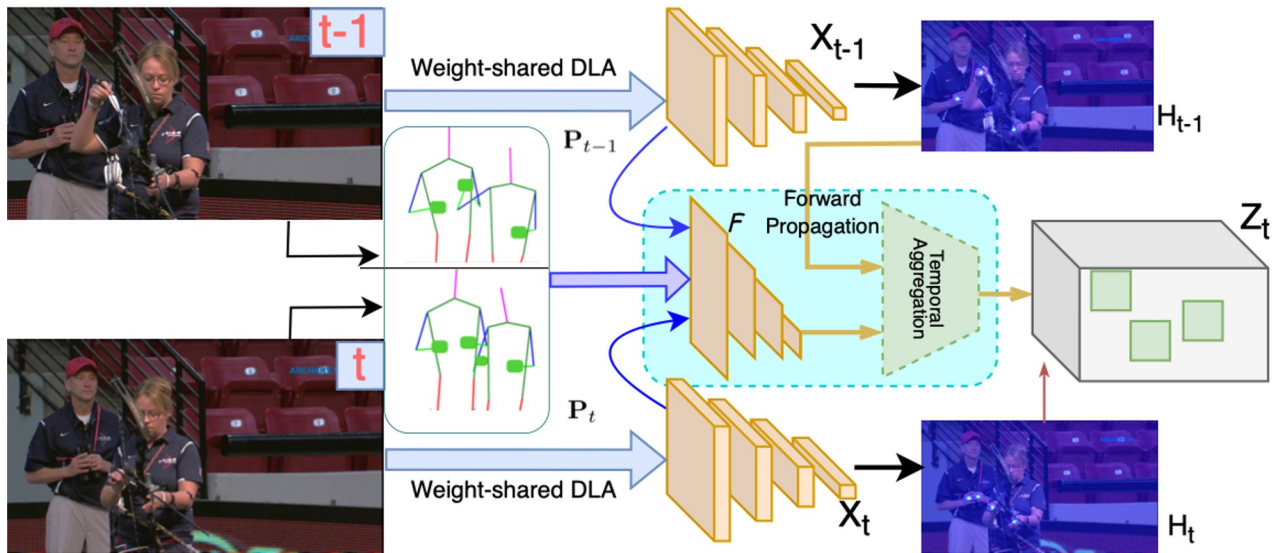 t-1
ARCHE
Weight-shared DLA
X_{t-1}
H_{t-1}
P_{t-1}
F
Forward
Propagation
Temporal
Aggregation
Z_t
t
P_t
Weight-shared DLA
X_t
H_t